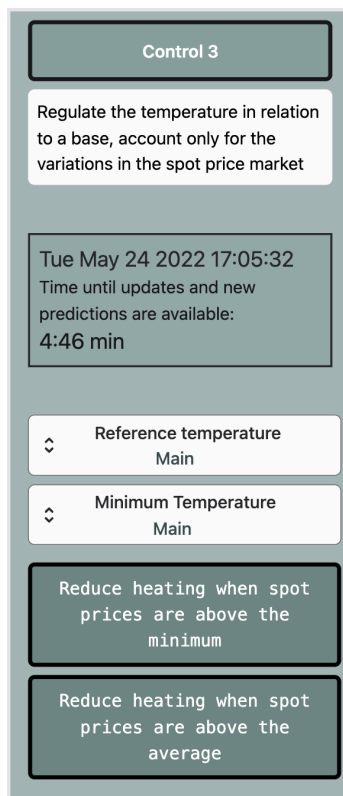 Control 3
Regulate the temperature in relation
to a base, account only for the
variations in the spot price market
Tue May 24 2022 17:05:32
Time until updates and new
predictions are available:
4:46 min
Reference temperature
Main
Minimum Temperature
Main
Reduce heating when spot
prices are above the
minimum
Reduce heating when spot
prices are above the
average